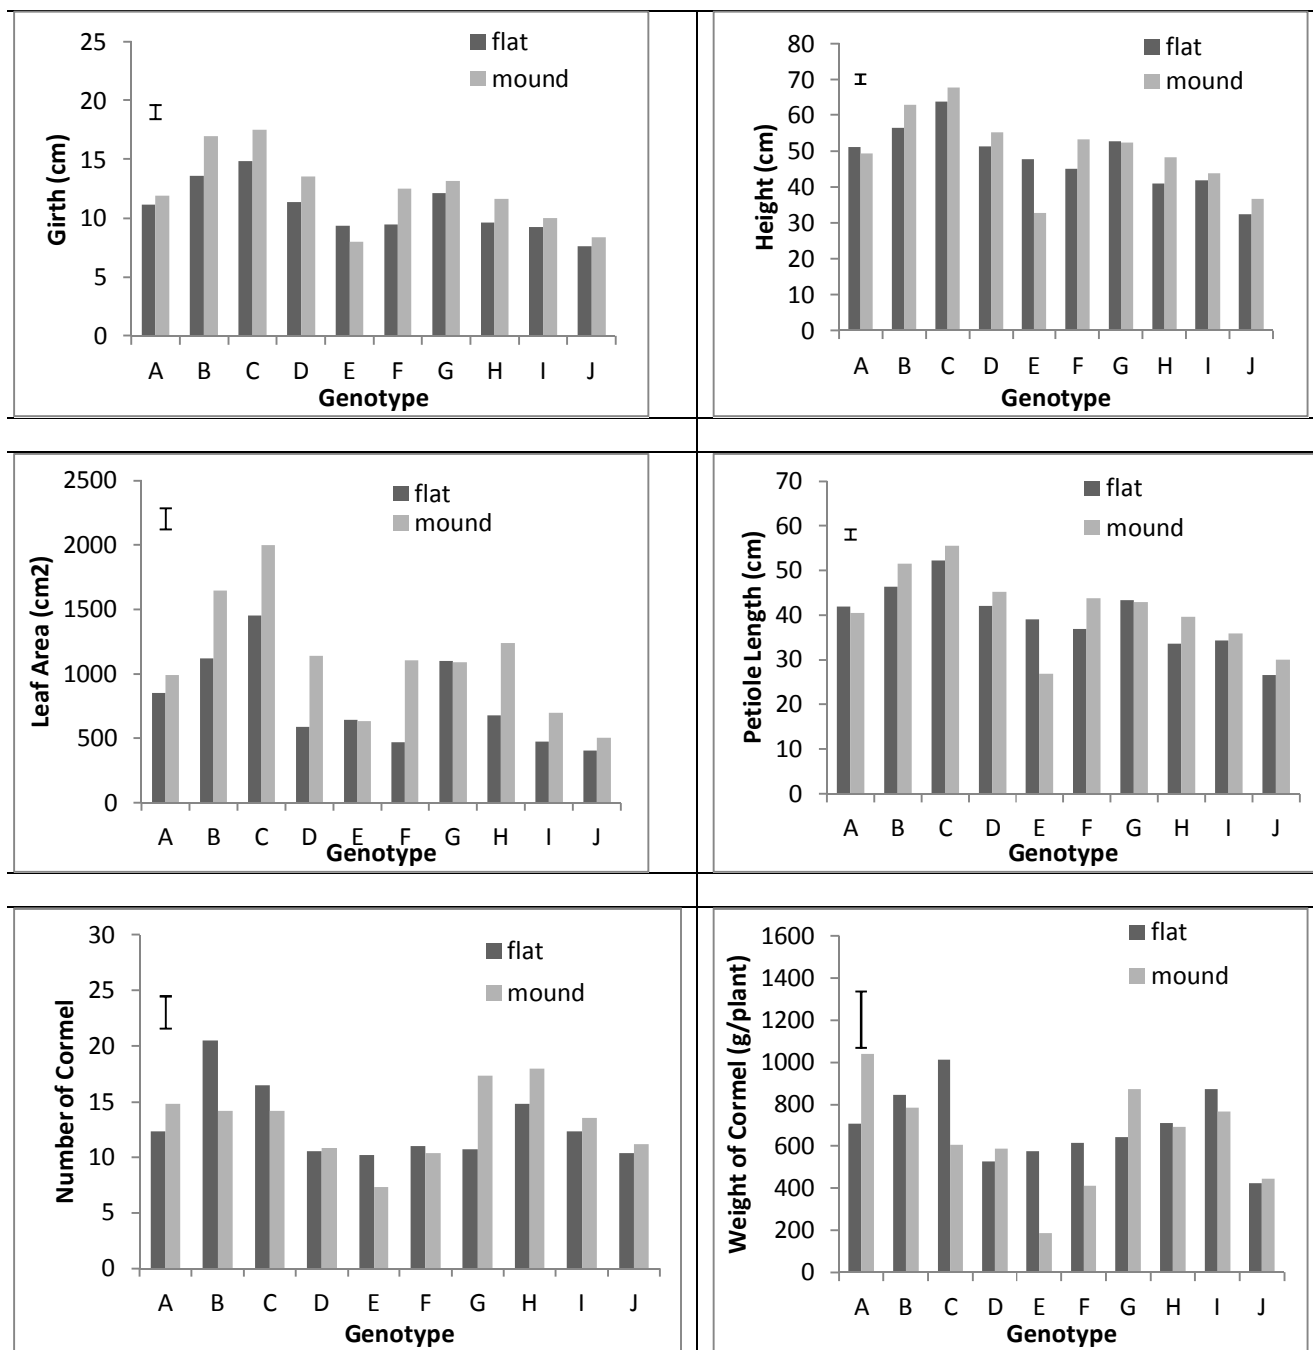 Girth (cm)
25
20
15
10
5
0
flat
mound
A B C D E F G H I J
Genotype
Height (cm)
80
70
60
50
40
30
20
10
0
flat
mound
A B C D E F G H I J
Genotype
Leaf Area (cm2)
2500
2000
1500
1000
500
0
flat
mound
A B C D E F G H I J
Genotype
Petiole Length (cm)
70
60
50
40
30
20
10
0
flat
mound
A B C D E F G H I J
Genotype
Number of Cormel
30
25
20
15
10
5
0
flat
mound
A B C D E F G H I J
Genotype
Weight of Cormel (g/plant)
1600
1400
1200
1000
800
600
400
200
0
flat
mound
A B C D E F G H I J
Genotype